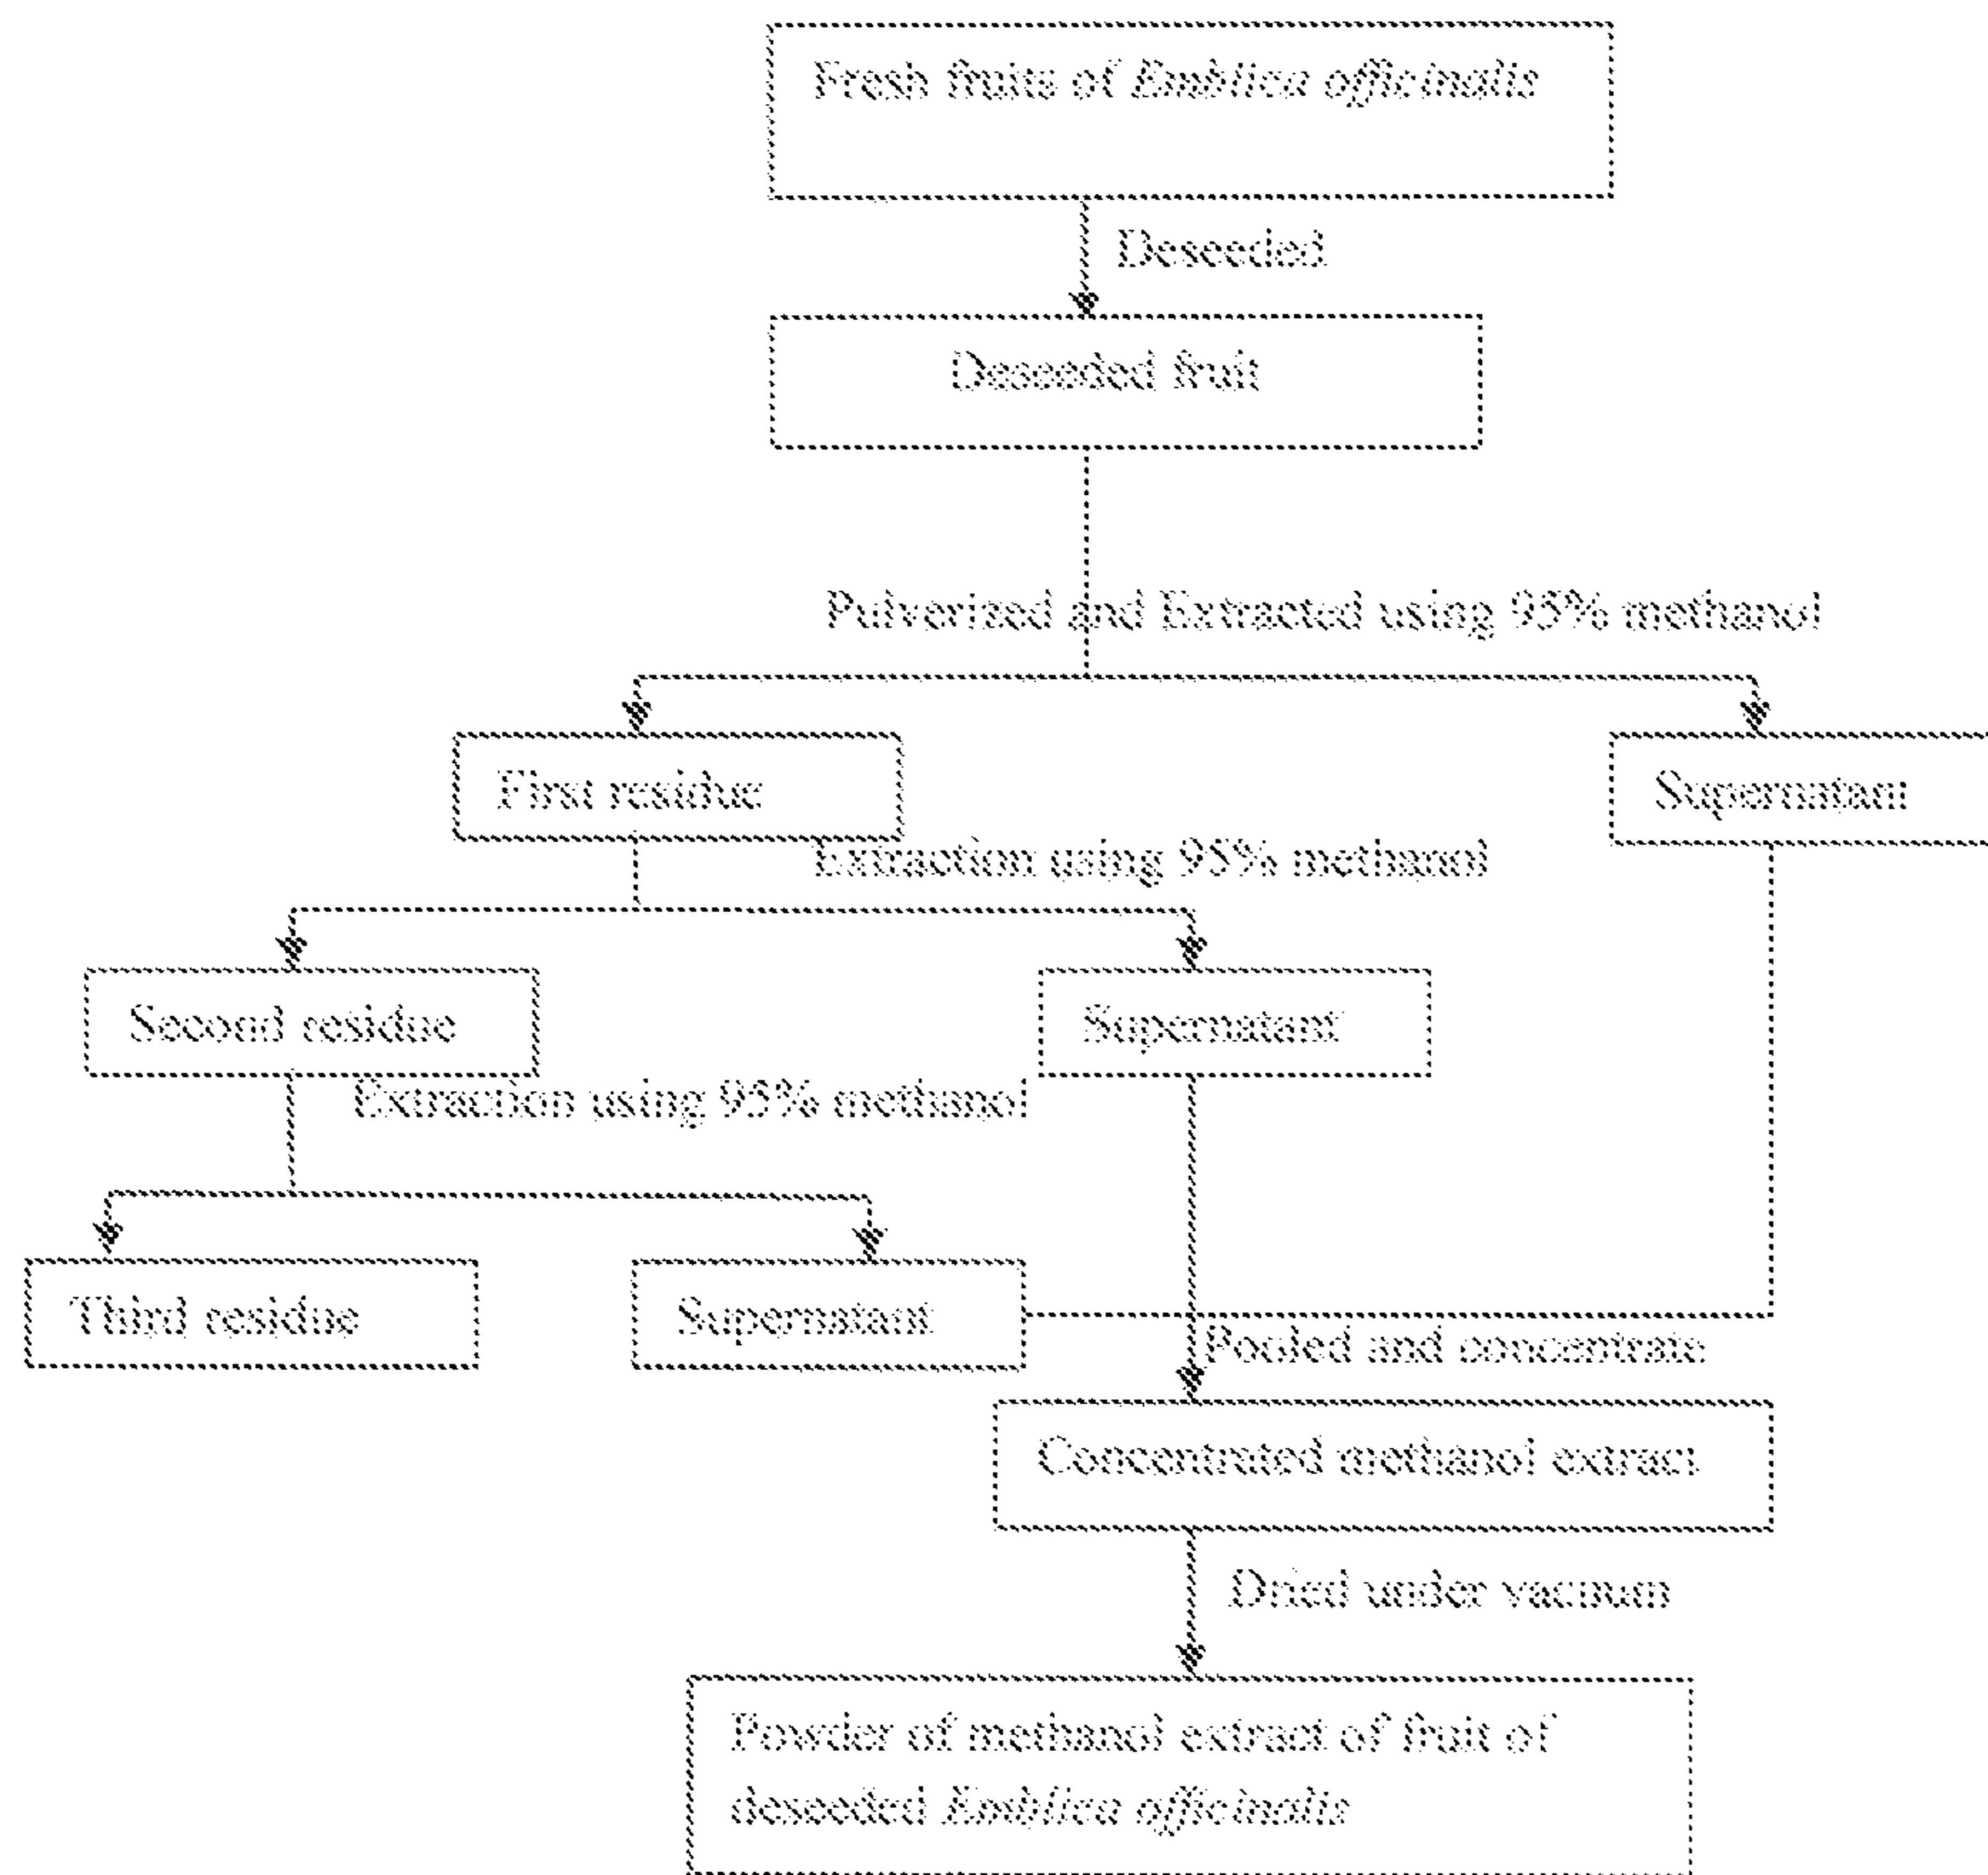 Fresh fruits of Emblica officinalis
Deseeded
Deseeded fruit
Pulverized and Extracted using 95% methanol
First residue
Supernatant
Extraction using 95% methanol
Second residue
Supernatant
Extraction using 95% methanol
Third residue
Supernatant
Pooled and concentrate
Concentrated methanol extract
Dried under vacuum
Powder of methanol extract of fruit of
deseeded Emblica officinalis